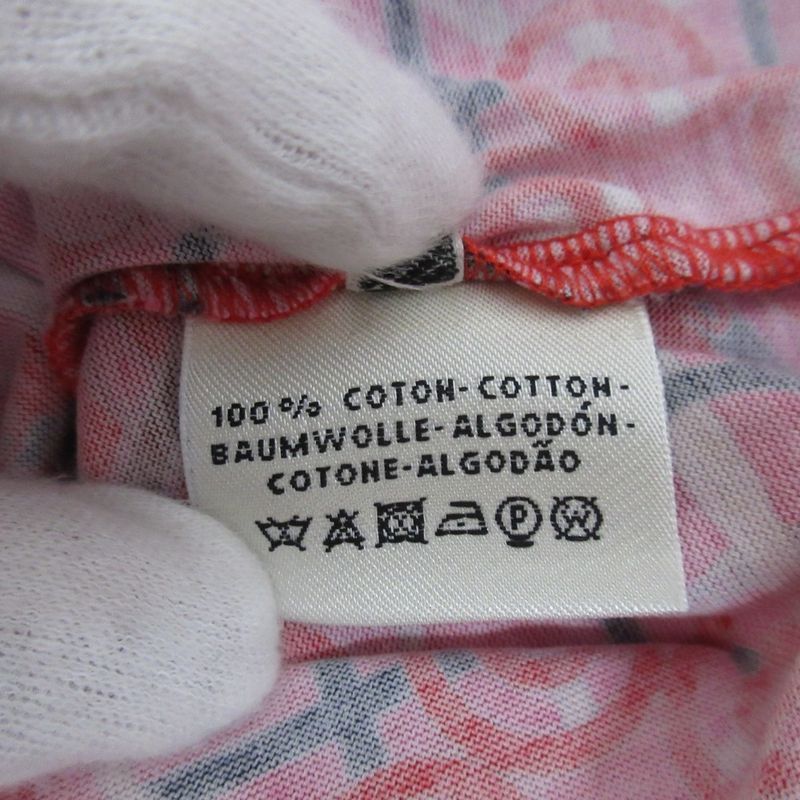 100% COTON-COTTON-
BAUMWOLLE-ALGODÓN-
COTONE-ALGODÃO
P W